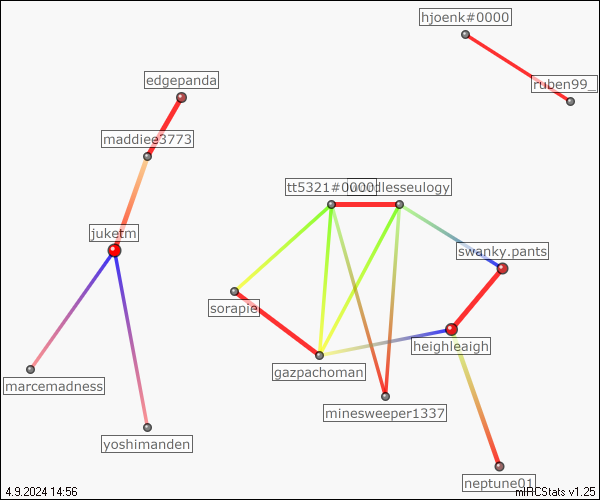 hjoenk#0000
edgepanda
ruben99_
maddiee3773
tt5321#0000
juketm
swanky.pants
sorapie
heighleaigh
gazpachoman
marcemadness
minesweeper1337
yoshimanden
neptune01
4.9.2024 14:56
mIRCStats v1.25